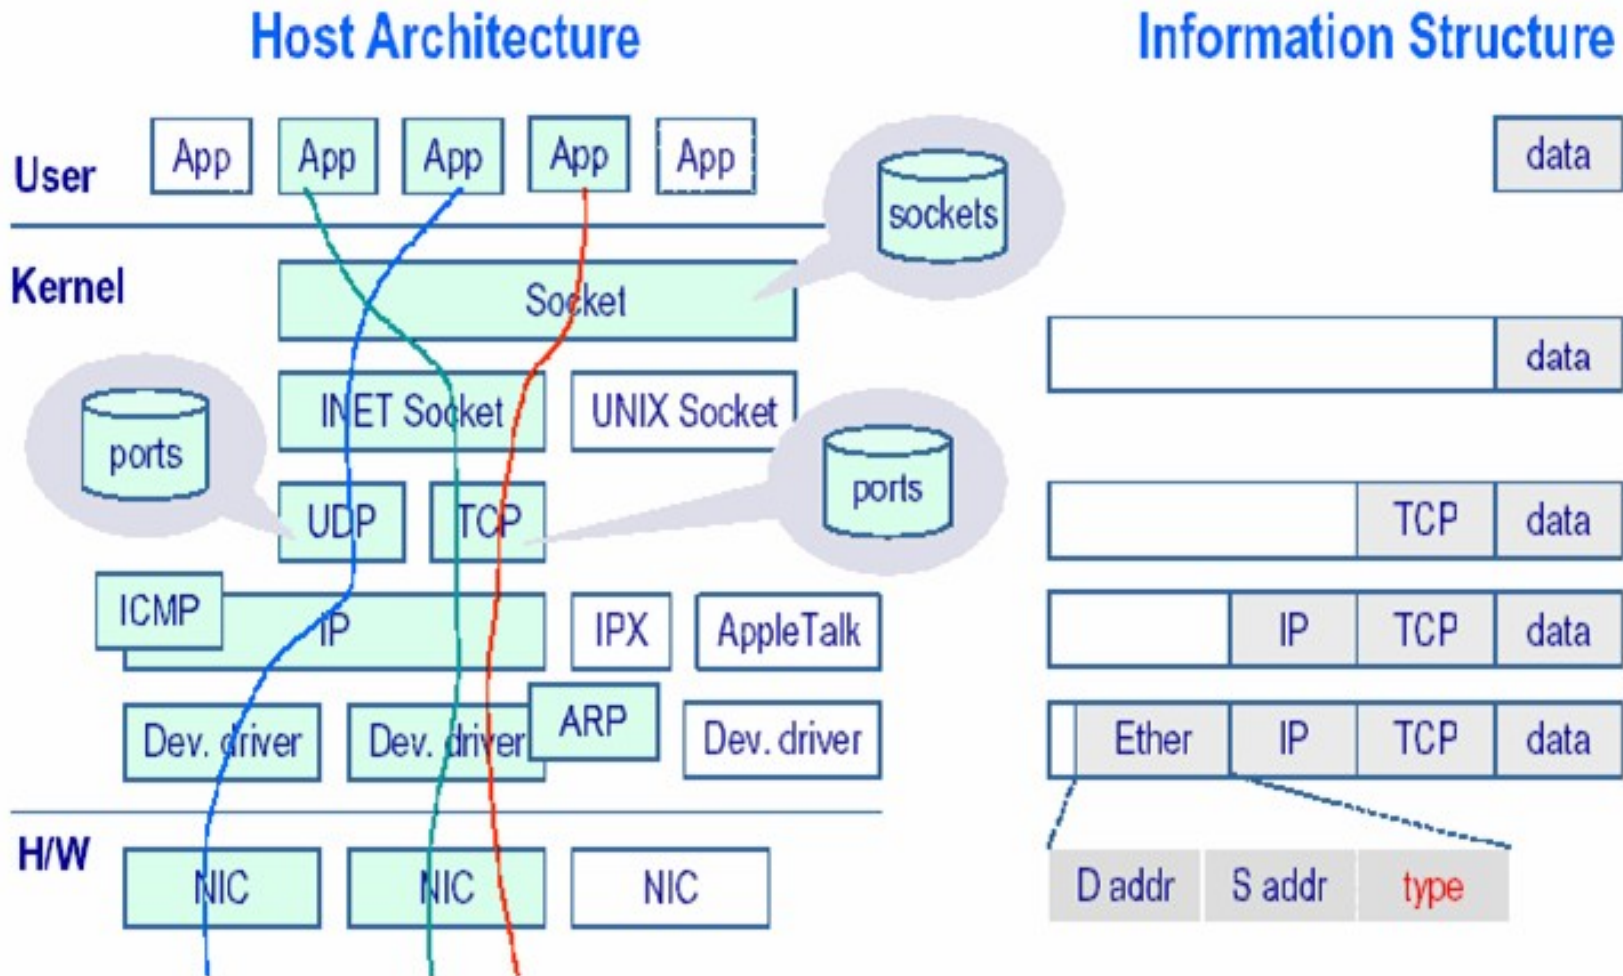 Host Architecture
Information Structure
User
App App App App App
sockets
data
Kernel
Socket
data
INET Socket UNIX Socket
ports
ports
UDP TCP
TCP data
ICMP IP IPX AppleTalk
IP TCP data
Dev. driver Dev. driver ARP Dev. driver
Ether IP TCP data
H/W
NIC NIC NIC
D addr S addr type